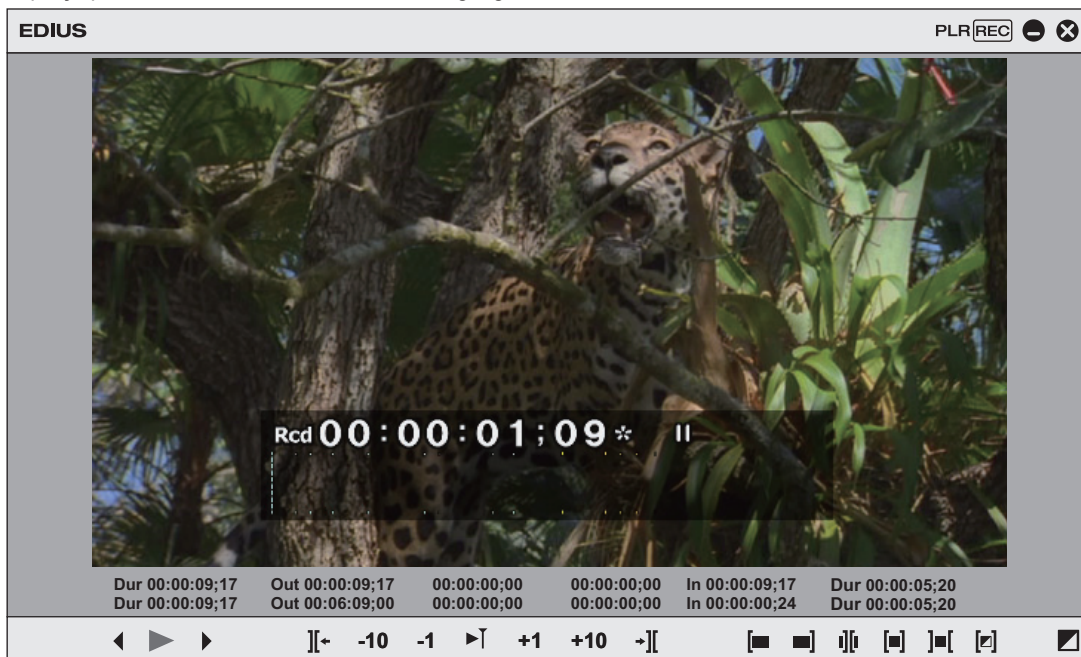 EDIUS PLR REC
Rcd 00:00:01;09* II
Dur 00:00:09;17 Out 00:00:09;17 00:00:00;00 00:00:00;00 In 00:00:09;17 Dur 00:00:05;20
Dur 00:00:09;17 Out 00:06:09;00 00:00:00;00 00:00:00;00 In 00:00:00;24 Dur 00:00:05;20
-10 -1 +1 +10